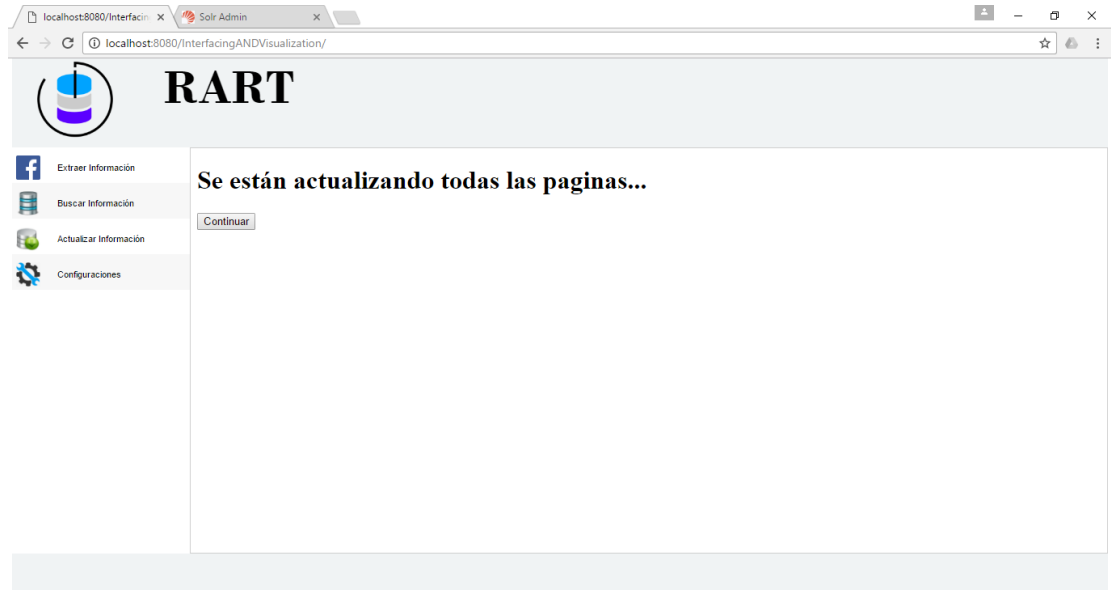 localhost:8080/Interfacin
Solr Admin
localhost:8080/InterfacingANDVisualization/
RART
Extraer Información
Buscar Información
Actualizar Información
Configuraciones
Se están actualizando todas las paginas...
Continuar